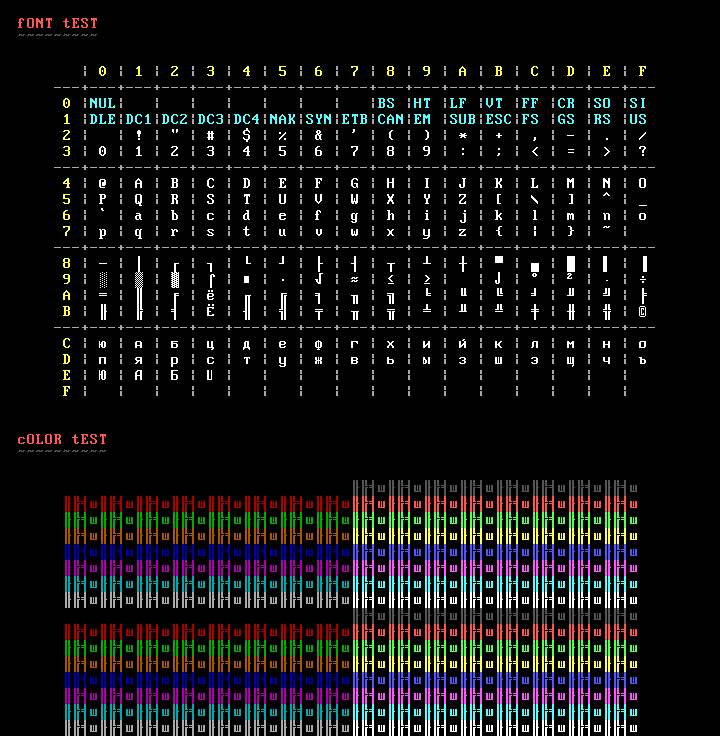 fONT tEST
~~~~~~~~~
¦ 0 ¦ 1 ¦ 2 ¦ 3 ¦ 4 ¦ 5 ¦ 6 ¦ 7 ¦ 8 ¦ 9 ¦ A ¦ B ¦ C ¦ D ¦ E ¦ F
0 ¦NUL¦ ¦ ¦ ¦ ¦ ¦ ¦ ¦BS ¦HT ¦LF ¦VT ¦FF ¦CR ¦SO ¦SI
1 ¦DLE¦DC1¦DC2¦DC3¦DC4¦NAK¦SYN¦ETB¦CAN¦EM ¦SUB¦ESC¦FS ¦GS ¦RS ¦US
2 ¦ ¦ ! ¦ " ¦ # ¦ $ ¦ % ¦ & ¦ ' ¦ ( ¦ ) ¦ * ¦ + ¦ , ¦ - ¦ . ¦ /
3 ¦ 0 ¦ 1 ¦ 2 ¦ 3 ¦ 4 ¦ 5 ¦ 6 ¦ 7 ¦ 8 ¦ 9 ¦ : ¦ ; ¦ < ¦ = ¦ > ¦ ?
4 ¦ @ ¦ A ¦ B ¦ C ¦ D ¦ E ¦ F ¦ G ¦ H ¦ I ¦ J ¦ K ¦ L ¦ M ¦ N ¦ O
5 ¦ P ¦ Q ¦ R ¦ S ¦ T ¦ U ¦ V ¦ W ¦ X ¦ Y ¦ Z ¦ [ ¦ \ ¦ ] ¦ ^ ¦ _
6 ¦ ` ¦ a ¦ b ¦ c ¦ d ¦ e ¦ f ¦ g ¦ h ¦ i ¦ j ¦ k ¦ l ¦ m ¦ n ¦ o
7 ¦ p ¦ q ¦ r ¦ s ¦ t ¦ u ¦ v ¦ w ¦ x ¦ y ¦ z ¦ { ¦ ¦ ¦ } ¦ ~ ¦
8 ¦ ─ ¦ │ ¦ ┌ ¦ ┐ ¦ └ ¦ ┘ ¦ ├ ¦ ┤ ¦ ┬ ¦ ┴ ¦ ┼ ¦ ▀ ¦ ▄ ¦ █ ¦ ▌ ¦ ▐
9 ¦ ░ ¦ ▒ ¦ ▓ ¦ ⌠ ¦ ■ ¦ ∙ ¦ √ ¦ ≈ ¦ ≤ ¦ ≥ ¦ ¦ ⌡ ¦ ° ¦ ² ¦ · ¦ ÷
A ¦ ═ ¦ ║ ¦ ╒ ¦ ё ¦ ╓ ¦ ╔ ¦ ╕ ¦ ╖ ¦ ╗ ¦ ╘ ¦ ╙ ¦ ╚ ¦ ╛ ¦ ╜ ¦ ╝ ¦ ╞
B ¦ ╟ ¦ ╠ ¦ ╡ ¦ Ё ¦ ╢ ¦ ╣ ¦ ╤ ¦ ╥ ¦ ╦ ¦ ╧ ¦ ╨ ¦ ╩ ¦ ╪ ¦ ╫ ¦ ╬ ¦ ©
C ¦ ю ¦ а ¦ б ¦ ц ¦ д ¦ е ¦ ф ¦ г ¦ х ¦ и ¦ й ¦ к ¦ л ¦ м ¦ н ¦ о
D ¦ п ¦ я ¦ р ¦ с ¦ т ¦ у ¦ ж ¦ в ¦ ь ¦ ы ¦ з ¦ ш ¦ э ¦ щ ¦ ч ¦ ъ
E ¦ Ю ¦ А ¦ Б ¦ Ц ¦ ¦ ¦ ¦ ¦ ¦ ¦ ¦ ¦ ¦ ¦ ¦
F ¦ ¦ ¦ ¦ ¦ ¦ ¦ ¦ ¦ ¦ ¦ ¦ ¦ ¦ ¦ ¦
cOLOR tEST
~~~~~~~~~~